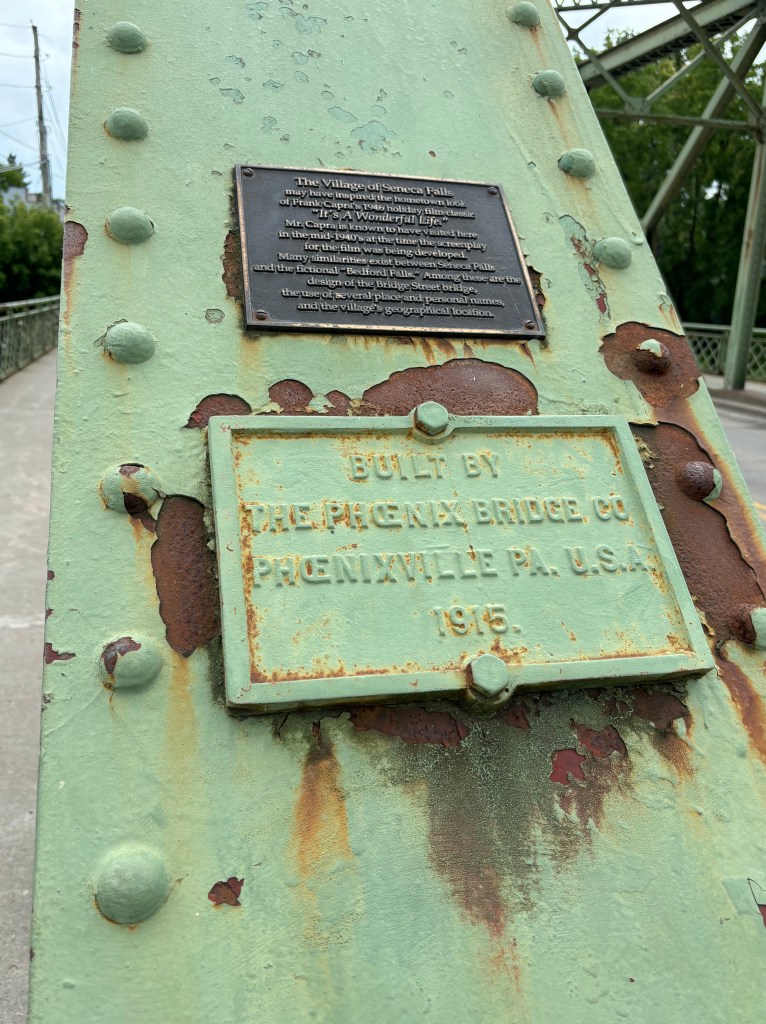 The Village of Seneca Falls
may have inspired the hometown look
of Frank Capra's 1946 holiday film classic
"It's A Wonderful Life."
Mr. Capra is known to have visited here
in the mid-1940's at the time the screenplay
for the film was being developed.
Many similarities exist between Seneca Falls
and the fictional "Bedford Falls." Among these are the
design of the Bridge Street bridge,
the use of several place and personal names,
and the village's geographical location.
BUILT BY
THE PHŒNIX BRIDGE CO
PHŒNIXVILLE PA. U.S.A.
1915.